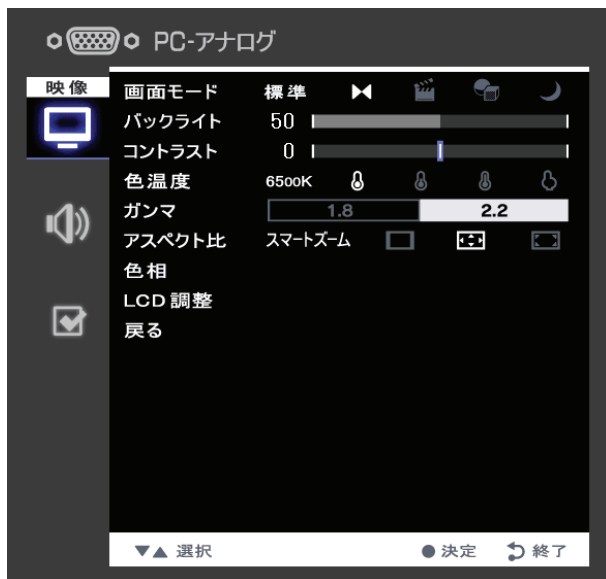 PC-アナログ
映像
画面モード 標準
バックライト 50
コントラスト 0
色温度 6500K
ガンマ 1.8 2.2
アスペクト比 スマートズーム
色相
LCD調整
戻る
▼▲ 選択 ● 決定 終了